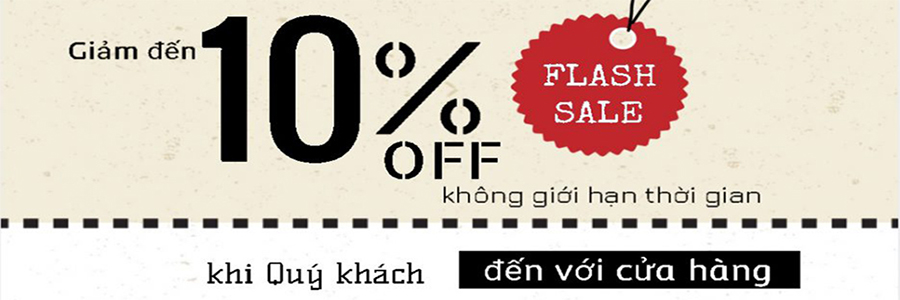 Giảm đến 10%
OFF
FLASH
SALE
không giới hạn thời gian
khi Quý khách đến với cửa hàng